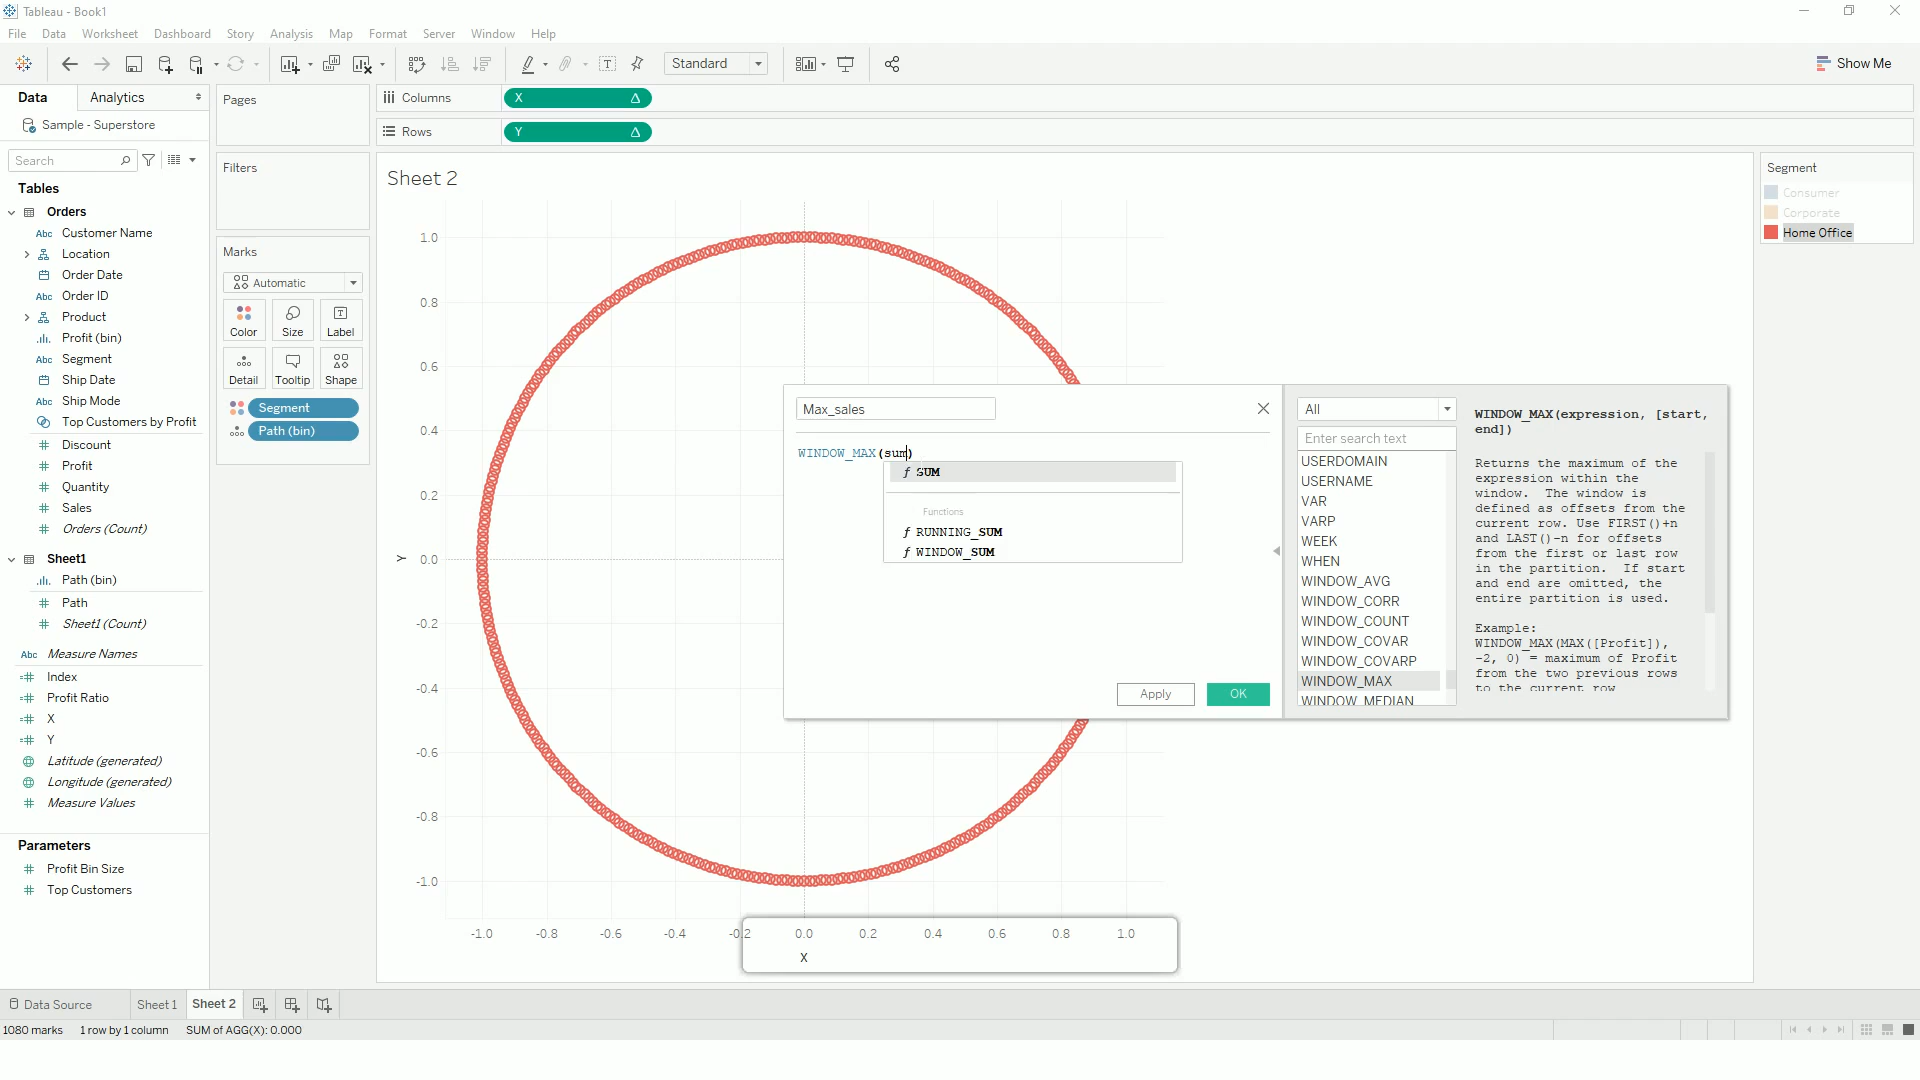 Tableau - Book1
File Data Worksheet Dashboard Story Analysis Map Format Server Window Help
Standard
Show Me
Data Analytics
Sample - Superstore
Search
Tables
Orders
Customer Name
Location
Order Date
Order ID
Product
Profit (bin)
Segment
Ship Date
Ship Mode
Top Customers by Profit
Discount
Profit
Quantity
Sales
Orders (Count)
Sheet1
Path (bin)
Path
Sheet1 (Count)
Measure Names
Index
Profit Ratio
X
Y
Latitude (generated)
Longitude (generated)
Measure Values
Parameters
Profit Bin Size
Top Customers
Pages
Filters
Marks
Automatic
Color Size Label
Detail Tooltip Shape
Segment
Path (bin)
Columns X
Rows Y
Sheet 2
1.0
0.8
0.6
0.4
0.2
0.0
-0.2
-0.4
-0.6
-0.8
-1.0
Y
-1.0 -0.8 -0.6 -0.4 -0.2 0.0 0.2 0.4 0.6 0.8 1.0
X
Max_sales
WINDOW_MAX(sum)
SUM
Functions
RUNNING_SUM
WINDOW_SUM
Apply OK
All
Enter search text
USERDOMAIN
USERNAME
VAR
VARP
WEEK
WHEN
WINDOW_AVG
WINDOW_CORR
WINDOW_COUNT
WINDOW_COVAR
WINDOW_COVARP
WINDOW_MAX
WINDOW_MEDIAN
WINDOW_MAX(expression, [start,
end])
Returns the maximum of the
expression within the
window. The window is
defined as offsets from the
current row. Use FIRST()+n
and LAST()-n for offsets
from the first or last row
in the partition. If start
and end are omitted, the
entire partition is used.
Example:
WINDOW_MAX(MAX([Profit]),
-2, 0) = maximum of Profit
from the two previous rows
to the current row
Segment
Consumer
Corporate
Home Office
Data Source Sheet 1 Sheet 2
1080 marks 1 row by 1 column SUM of AGG(X): 0.000